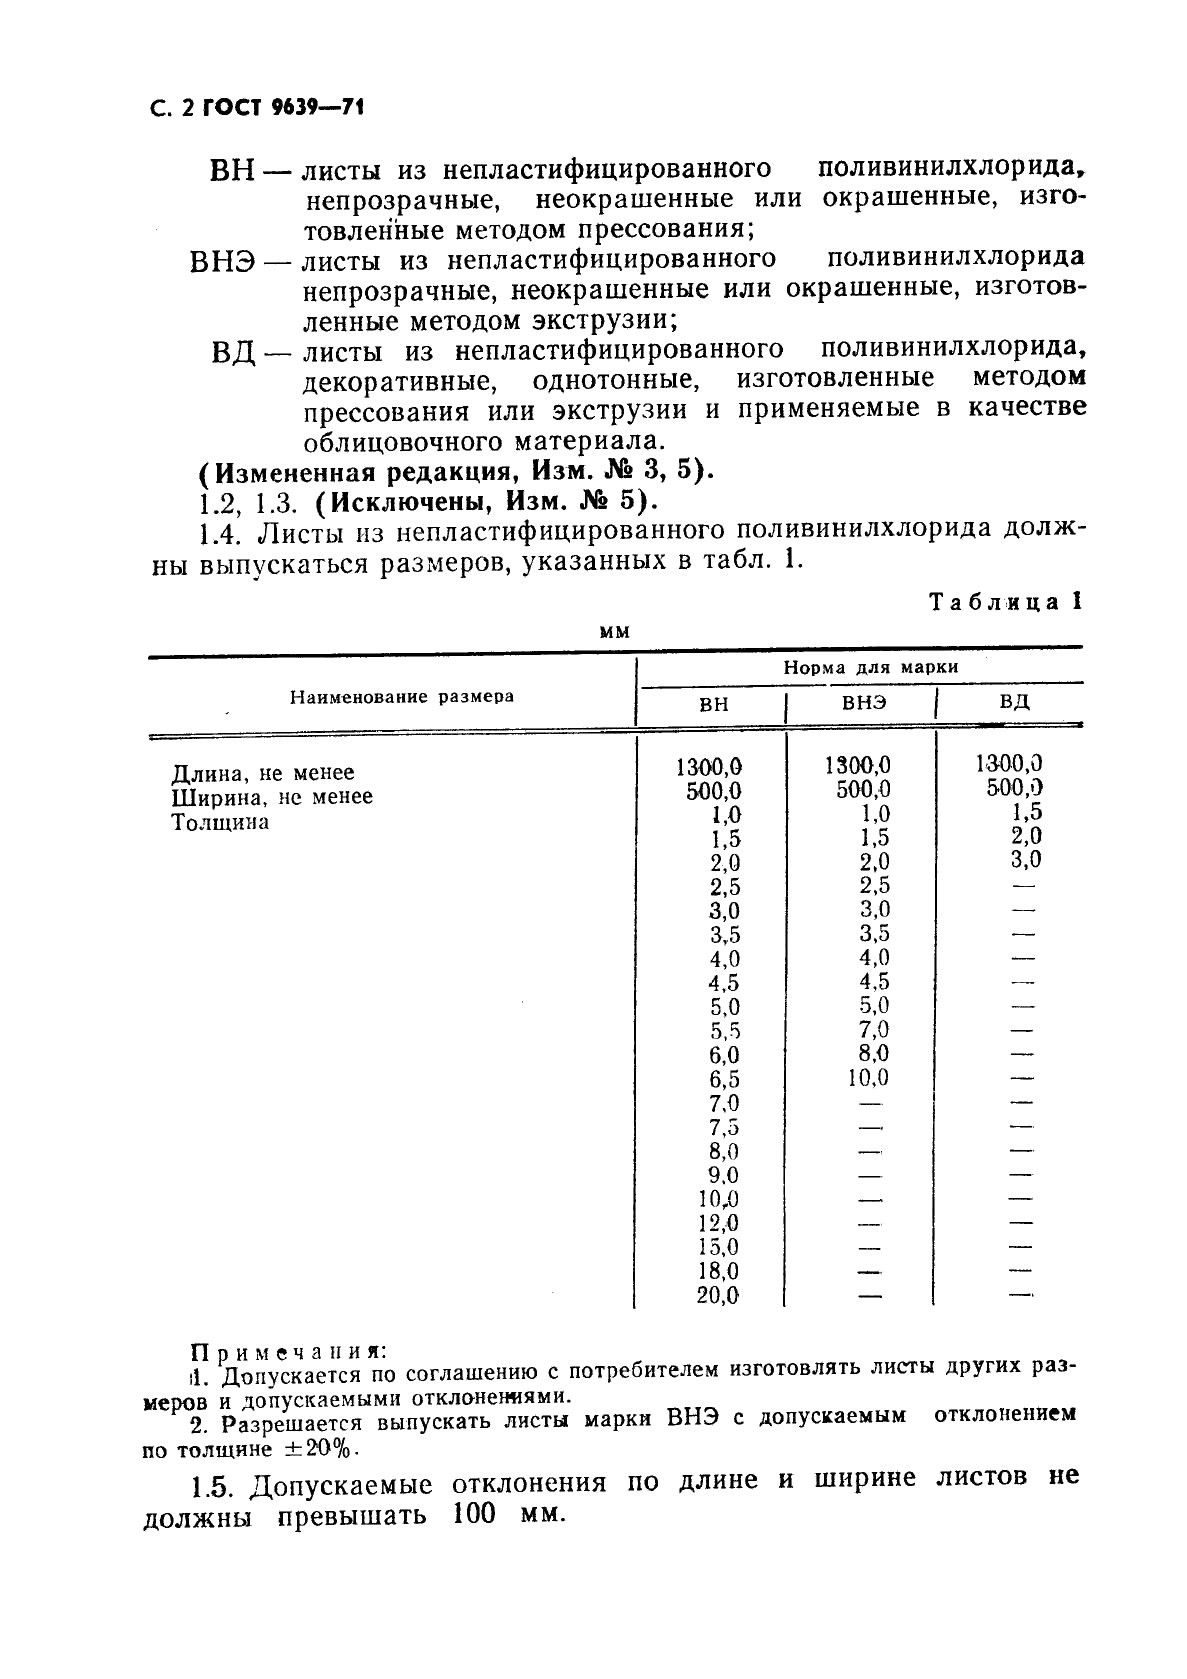 С. 2 ГОСТ 9639—71
ВН — листы из непластифицированного поливинилхлорида,
непрозрачные, неокрашенные или окрашенные, изго-
товленные методом прессования;
ВНЭ — листы из непластифицированного поливинилхлорида
непрозрачные, неокрашенные или окрашенные, изготов-
ленные методом экструзии;
ВД — листы из непластифицированного поливинилхлорида,
декоративные, однотонные, изготовленные методом
прессования или экструзии и применяемые в качестве
облицовочного материала.
(Измененная редакция, Изм. № 3, 5).
1.2, 1.3. (Исключены, Изм. № 5).
1.4. Листы из непластифицированного поливинилхлорида долж-
ны выпускаться размеров, указанных в табл. 1.
Таблица 1
мм
Норма для марки
Наименование размера
ВН ВНЭ ВД
Длина, не менее 1300,0 1300,0 1300,0
Ширина, не менее 500,0 500,0 500,0
Толщина 1,0 1,0 1,5
1,5 1,5 2,0
2,0 2,0 3,0
2,5 2,5 —
3,0 3,0 —
3,5 3,5 —
4,0 4,0 —
4,5 4,5 —
5,0 5,0 —
5,5 7,0 —
6,0 8,0 —
6,5 10,0 —
7,0 — —
7,5 — —
8,0 — —
9,0 — —
10,0 — —
12,0 — —
15,0 — —
18,0 — —
20,0 — —
Примечания:
1. Допускается по соглашению с потребителем изготовлять листы других раз-
меров и допускаемыми отклонениями.
2. Разрешается выпускать листы марки ВНЭ с допускаемым отклонением
по толщине ±20%.
1.5. Допускаемые отклонения по длине и ширине листов не
должны превышать 100 мм.